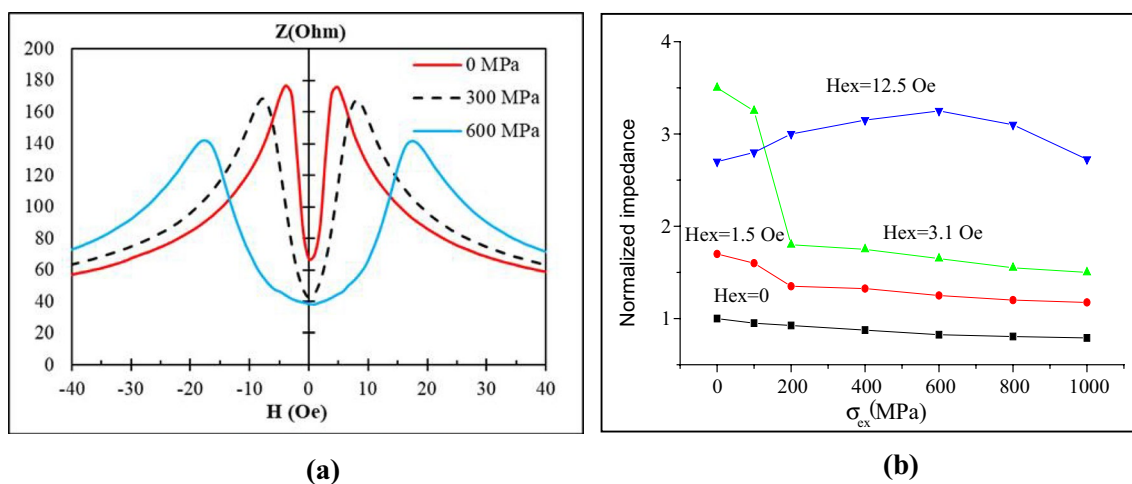 Z(Ohm)
200
180
160
140
120
100
80
60
40
20
0
-40
-30
-20
-10
0
10
20
30
40
H (Oe)
0 MPa
300 MPa
600 MPa
(a)
Normalized impedance
4
3
2
1
Hex=12.5 Oe
Hex=1.5 Oe
Hex=3.1 Oe
Hex=0
0
200
400
600
800
1000
σex(MPa)
(b)